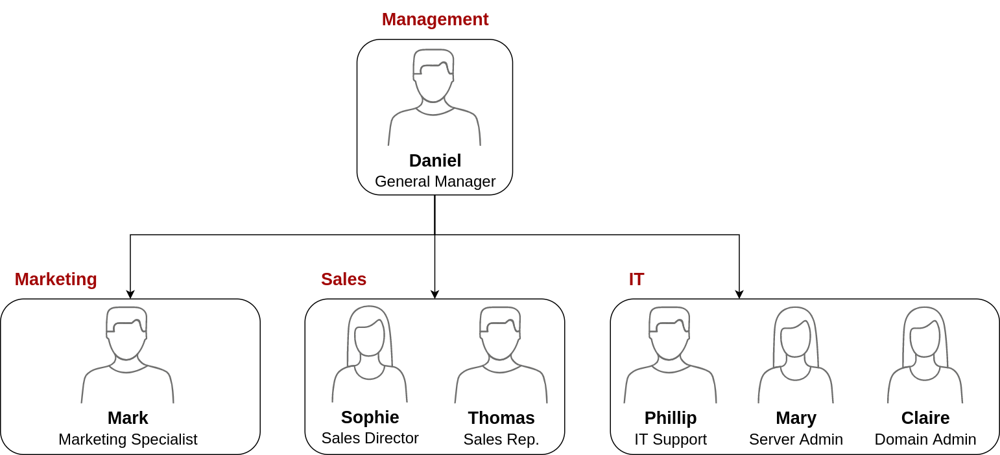 Management
Daniel
General Manager
Marketing
Mark
Marketing Specialist
Sales
Sophie
Sales Director
Thomas
Sales Rep.
IT
Phillip
IT Support
Mary
Server Admin
Claire
Domain Admin